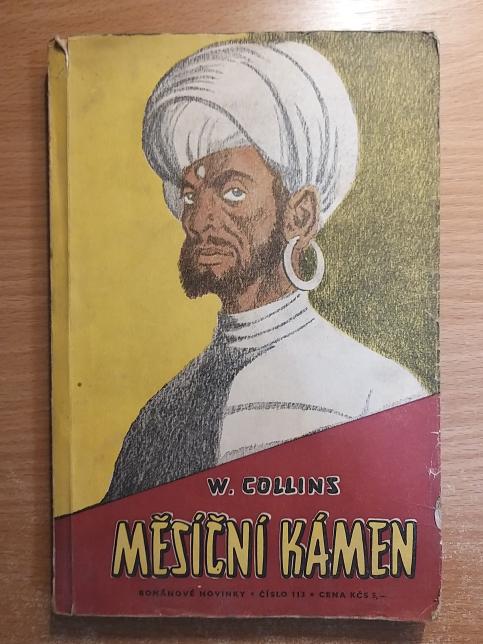 W. COLLINS
MĚSÍČNÍ KÁMEN
ROMÁNOVÉ NOVINKY • ČÍSLO 113 • CENA KČS 5,–